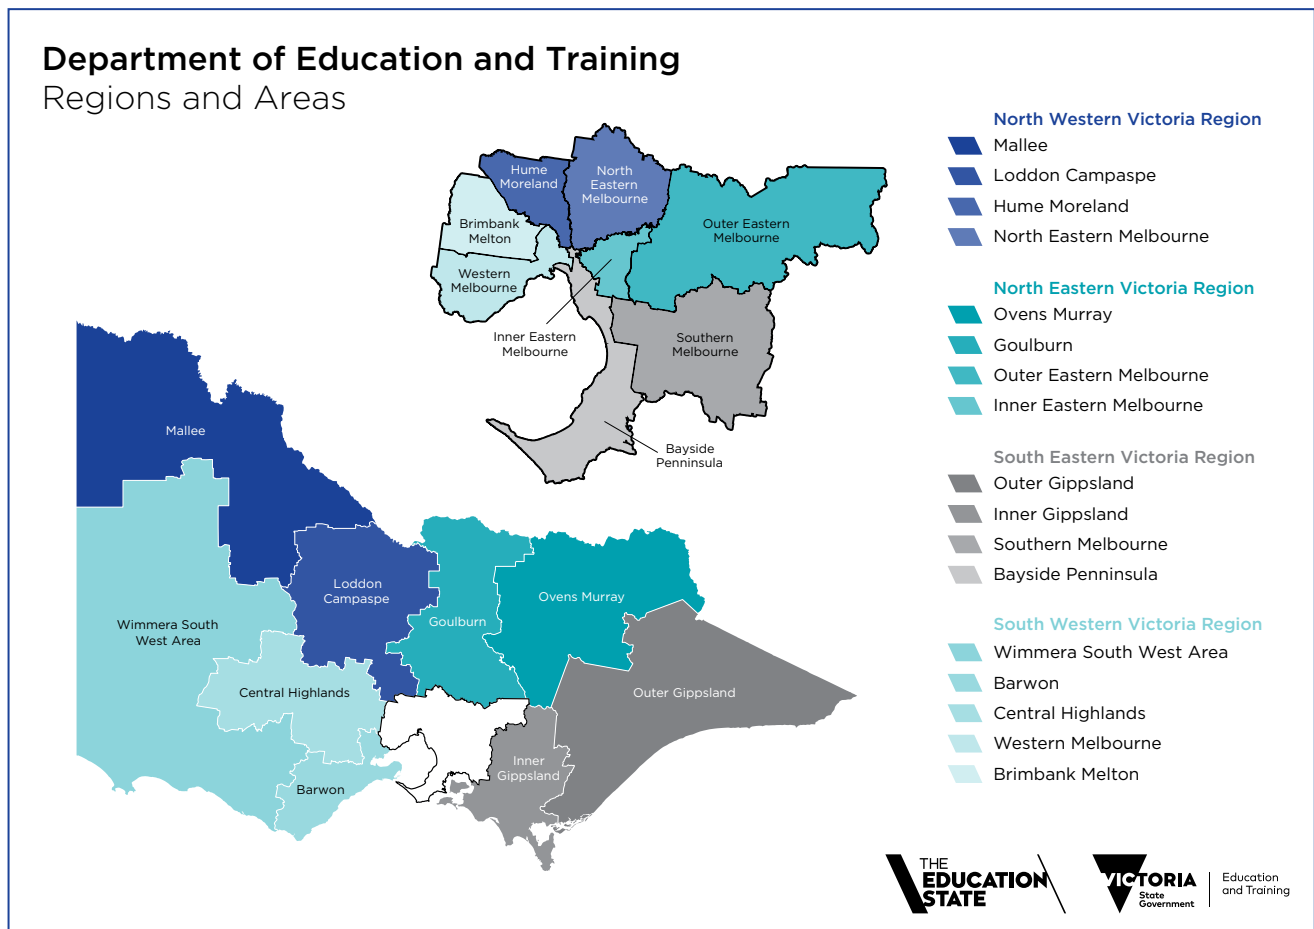 Department of Education and Training
Regions and Areas
Hume
Moreland
North
Eastern
Melbourne
Brimbank
Melton
Outer Eastern
Melbourne
Western
Melbourne
Inner Eastern
Melbourne
Southern
Melbourne
Bayside
Penninsula
Mallee
Loddon
Campaspe
Wimmera South
West Area
Goulburn
Ovens Murray
Central Highlands
Outer Gippsland
Inner
Gippsland
Barwon
North Western Victoria Region
Mallee
Loddon Campaspe
Hume Moreland
North Eastern Melbourne
North Eastern Victoria Region
Ovens Murray
Goulburn
Outer Eastern Melbourne
Inner Eastern Melbourne
South Eastern Victoria Region
Outer Gippsland
Inner Gippsland
Southern Melbourne
Bayside Penninsula
South Western Victoria Region
Wimmera South West Area
Barwon
Central Highlands
Western Melbourne
Brimbank Melton
THE
EDUCATION
STATE
VICTORIA
State
Government
Education
and Training